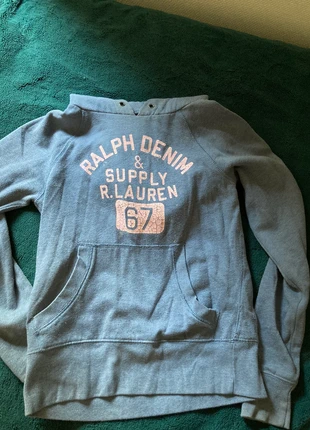 RALPH DENIM
&
SUPPLY
R.LAUREN
67